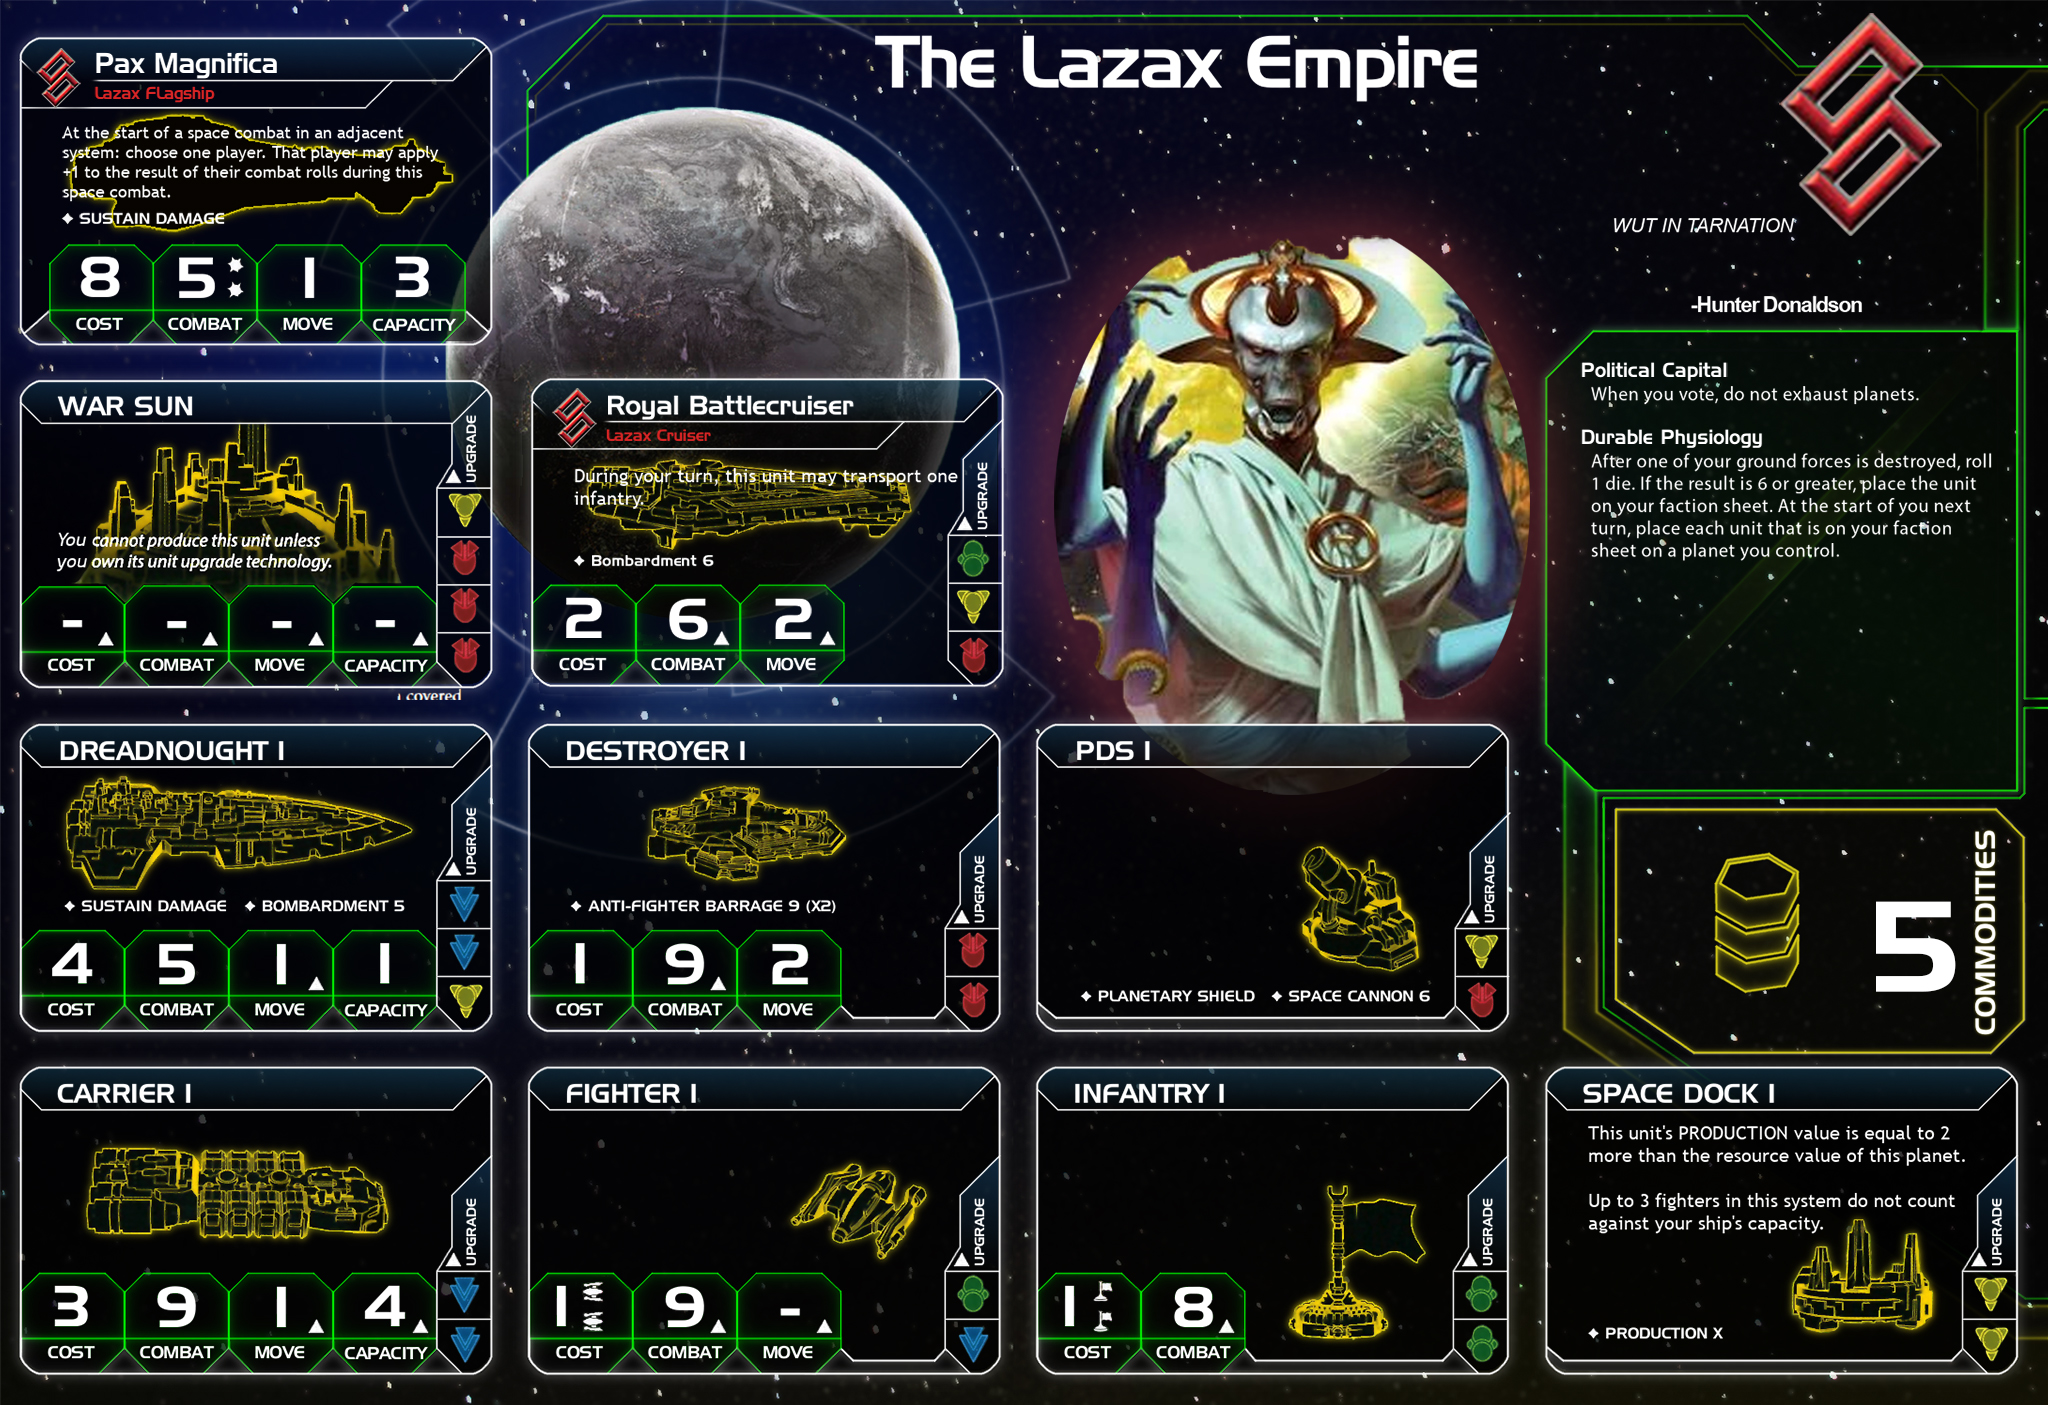 The Lazax Empire
Pax Magnifica
Lazax Flagship
At the start of a space combat in an adjacent
system: choose one player. That player may apply
+1 to the result of their combat rolls during this
space combat.
SUSTAIN DAMAGE
8 5 1 3
COST COMBAT MOVE CAPACITY
WUT IN TARNATION
-Hunter Donaldson
Political Capital
When you vote, do not exhaust planets.
Durable Physiology
After one of your ground forces is destroyed, roll
1 die. If the result is 6 or greater, place the unit
on your faction sheet. At the start of you next
turn, place each unit that is on your faction
sheet on a planet you control.
WAR SUN
You cannot produce this unit unless
you own its unit upgrade technology.
- - - -
COST COMBAT MOVE CAPACITY
UPGRADE
covered
Royal Battlecruiser
Lazax Cruiser
During your turn, this unit may transport one
infantry.
Bombardment 6
2 6 2
COST COMBAT MOVE
UPGRADE
DREADNOUGHT I
SUSTAIN DAMAGE BOMBARDMENT 5
4 5 1 1
COST COMBAT MOVE CAPACITY
UPGRADE
DESTROYER I
ANTI-FIGHTER BARRAGE 9 (X2)
1 9 2
COST COMBAT MOVE
UPGRADE
PDS I
PLANETARY SHIELD SPACE CANNON 6
UPGRADE
5
COMMODITIES
CARRIER I
3 9 1 4
COST COMBAT MOVE CAPACITY
UPGRADE
FIGHTER I
1 9 -
COST COMBAT MOVE
UPGRADE
INFANTRY I
1 8
COST COMBAT
UPGRADE
SPACE DOCK I
This unit's PRODUCTION value is equal to 2
more than the resource value of this planet.
Up to 3 fighters in this system do not count
against your ship's capacity.
PRODUCTION X
UPGRADE